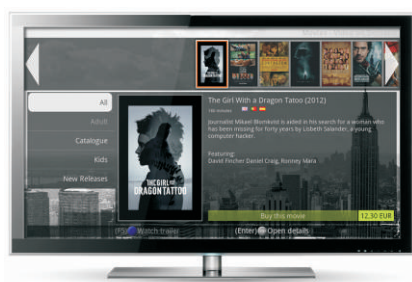 All
The Girl With a Dragon Tatoo (2012)
Adult
Journalist Mikael Blomkvist is aided in his search for a woman who
has been missing for forty years by Lisbeth Salander, a young
computer hacker.
Catalogue
Kids
Featuring:
David Fincher Daniel Craig, Rooney Mara
New Releases
THE GIRL
DRAGON TATTOO
Buy this movie
12.30 EUR
Watch trailer
(Enter) Open details